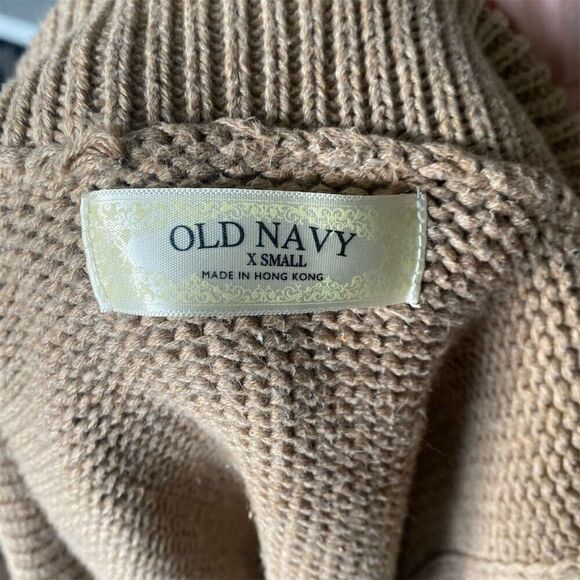 OLD NAVY
X SMALL
MADE IN HONG KONG